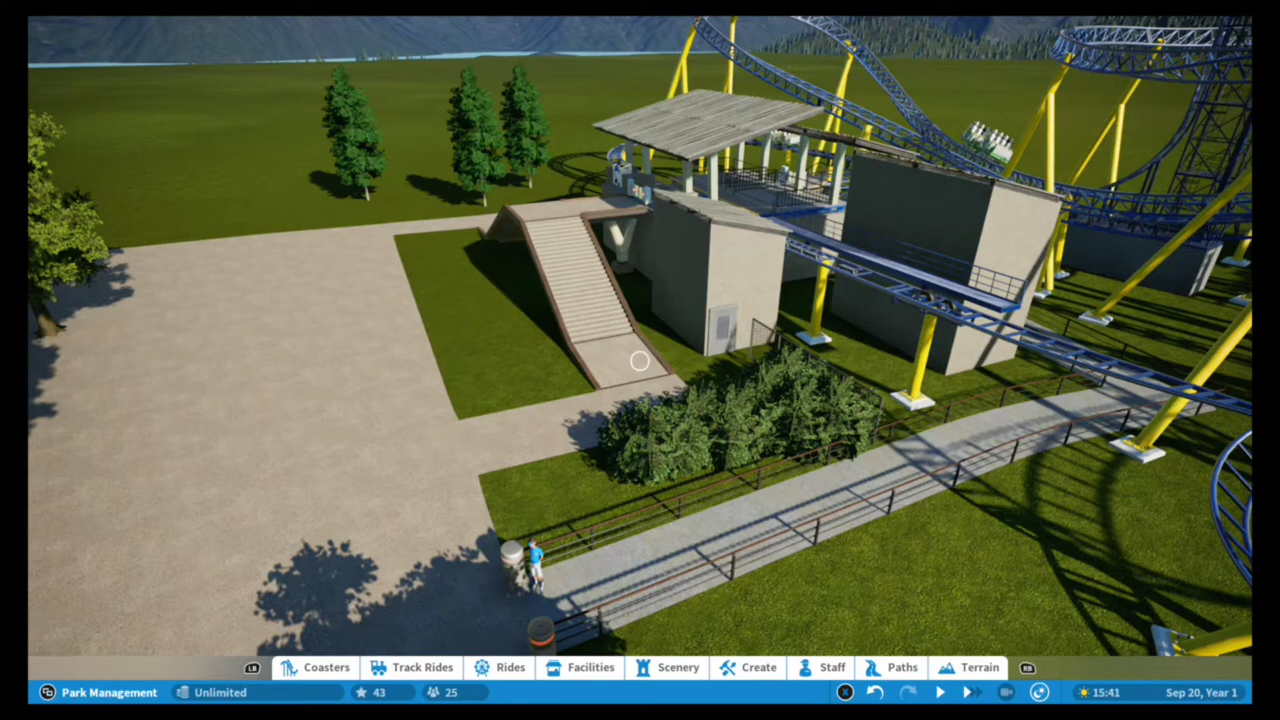 LB Coasters Track Rides Rides Facilities Scenery Create Staff Paths Terrain RB
Park Management Unlimited 43 25 X 15:41 Sep 20, Year 1